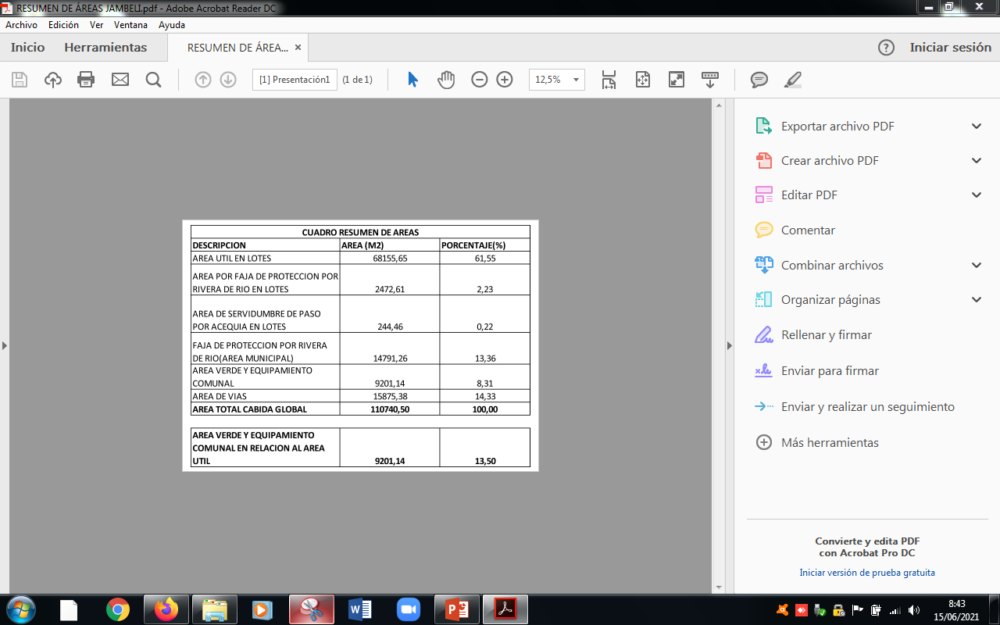 RESUMEN DE ÁREAS JAMBELI.pdf - Adobe Acrobat Reader DC
Archivo Edición Ver Ventana Ayuda
Inicio Herramientas RESUMEN DE ÁREA... × ? Iniciar sesión
[1] Presentación1 (1 de 1) 12,5%
Exportar archivo PDF
Crear archivo PDF
Editar PDF
Comentar
Combinar archivos
Organizar páginas
Rellenar y firmar
Enviar para firmar
Enviar y realizar un seguimiento
Más herramientas
Convierte y edita PDF
con Acrobat Pro DC
Iniciar versión de prueba gratuita
CUADRO RESUMEN DE AREAS
DESCRIPCION AREA (M2) PORCENTAJE(%)
AREA UTIL EN LOTES 68155,65 61,55
AREA POR FAJA DE PROTECCION POR
RIVERA DE RIO EN LOTES 2472,61 2,23
AREA DE SERVIDUMBRE DE PASO
POR ACEQUIA EN LOTES 244,46 0,22
FAJA DE PROTECCION POR RIVERA
DE RIO(AREA MUNICIPAL) 14791,26 13,36
AREA VERDE Y EQUIPAMIENTO
COMUNAL 9201,14 8,31
AREA DE VIAS 15875,38 14,33
AREA TOTAL CABIDA GLOBAL 110740,50 100,00
AREA VERDE Y EQUIPAMIENTO
COMUNAL EN RELACION AL AREA
UTIL 9201,14 13,50
8:43
15/06/2021